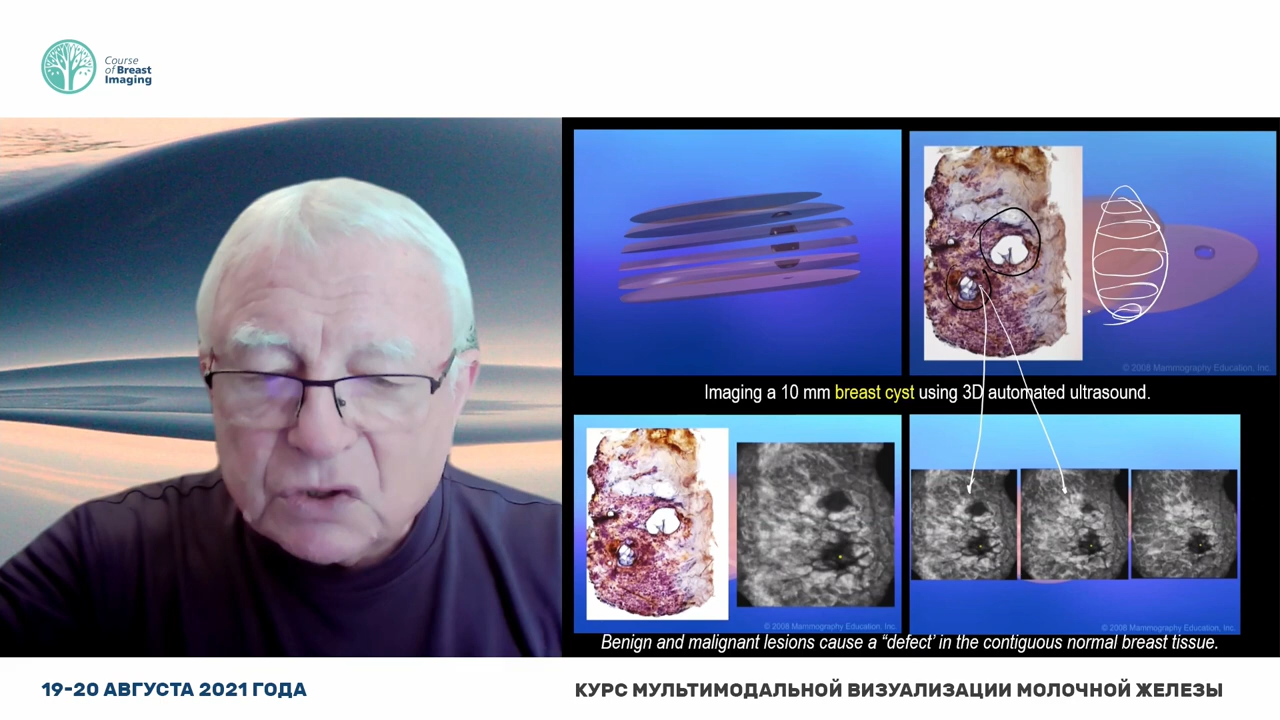 Course
of Breast
Imaging
© 2008 Mammography Education, Inc.
Imaging a 10 mm breast cyst using 3D automated ultrasound.
© 2008 Mammography Education, Inc.
© 2008 Mammography Education, Inc.
Benign and malignant lesions cause a “defect’ in the contiguous normal breast tissue.
19-20 АВГУСТА 2021 ГОДА
КУРС МУЛЬТИМОДАЛЬНОЙ ВИЗУАЛИЗАЦИИ МОЛОЧНОЙ ЖЕЛЕЗЫ